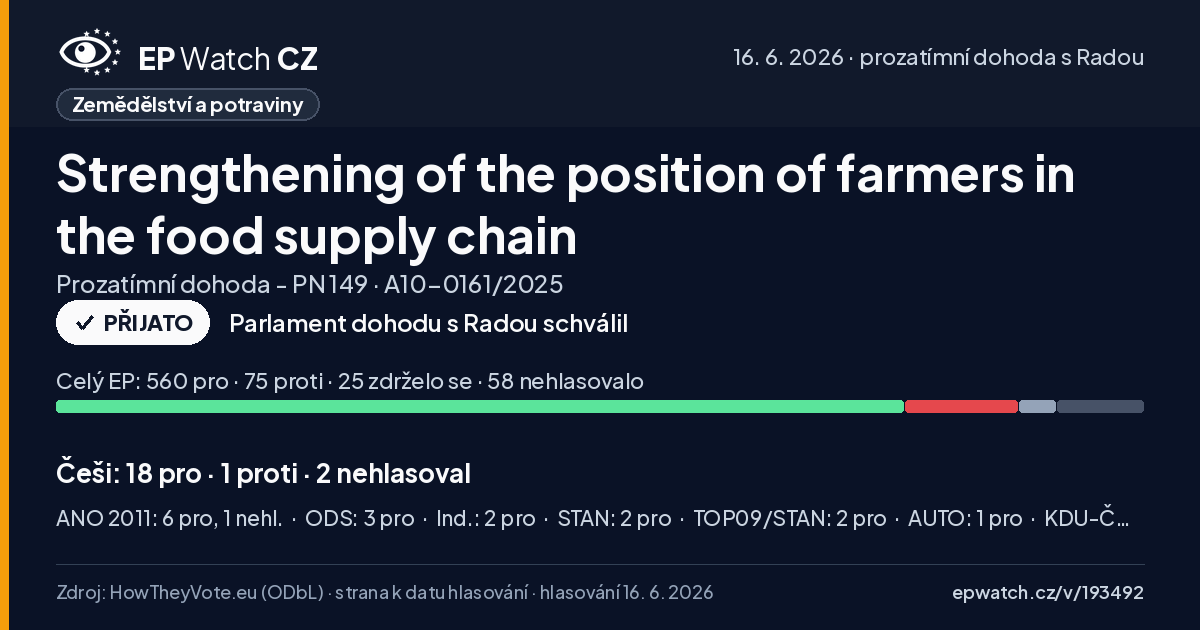 EP Watch CZ
16. 6. 2026 · prozatímní dohoda s Radou
Zemědělství a potraviny
Strengthening of the position of farmers in
the food supply chain
Prozatímní dohoda – PN 149 · A10–0161/2025
✓ PŘIJATO
Parlament dohodu s Radou schválil
Celý EP: 560 pro · 75 proti · 25 zdrželo se · 58 nehlasovalo
Češi: 18 pro · 1 proti · 2 nehlasoval
ANO 2011: 6 pro, 1 nehl. · ODS: 3 pro · Ind.: 2 pro · STAN: 2 pro · TOP09/STAN: 2 pro · AUTO: 1 pro · KDU-Č…
Zdroj: HowTheyVote.eu (ODbL) · strana k datu hlasování · hlasování 16. 6. 2026
epwatch.cz/v/193492